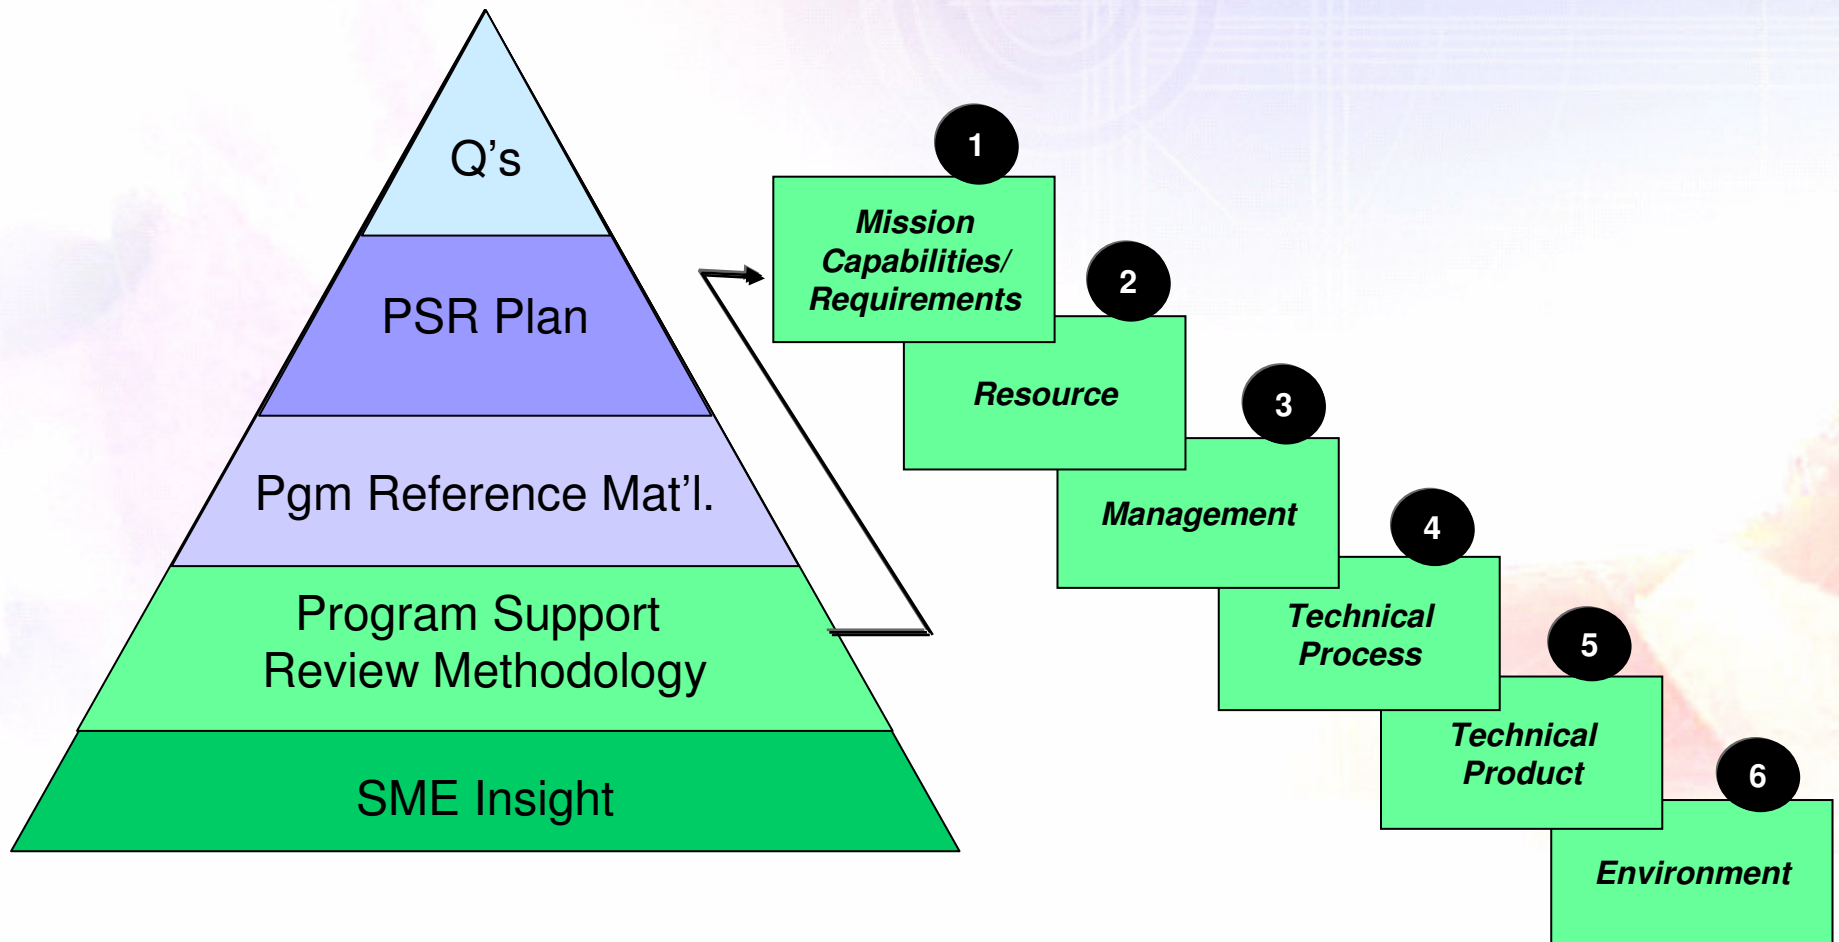 Q's
PSR Plan
Pgm Reference Mat'l.
Program Support
Review Methodology
SME Insight
1
Mission
Capabilities/
Requirements
2
Resource
3
Management
4
Technical
Process
5
Technical
Product
6
Environment